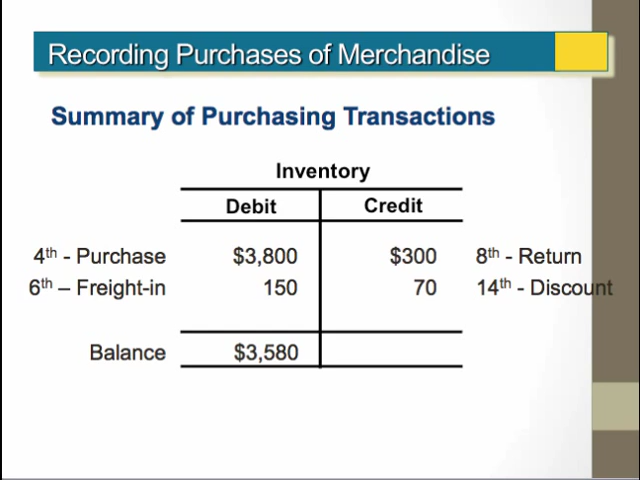 Recording Purchases of Merchandise
Summary of Purchasing Transactions
Inventory
Debit Credit
4th - Purchase $3,800 $300 8th - Return
6th – Freight-in 150 70 14th - Discount
Balance $3,580